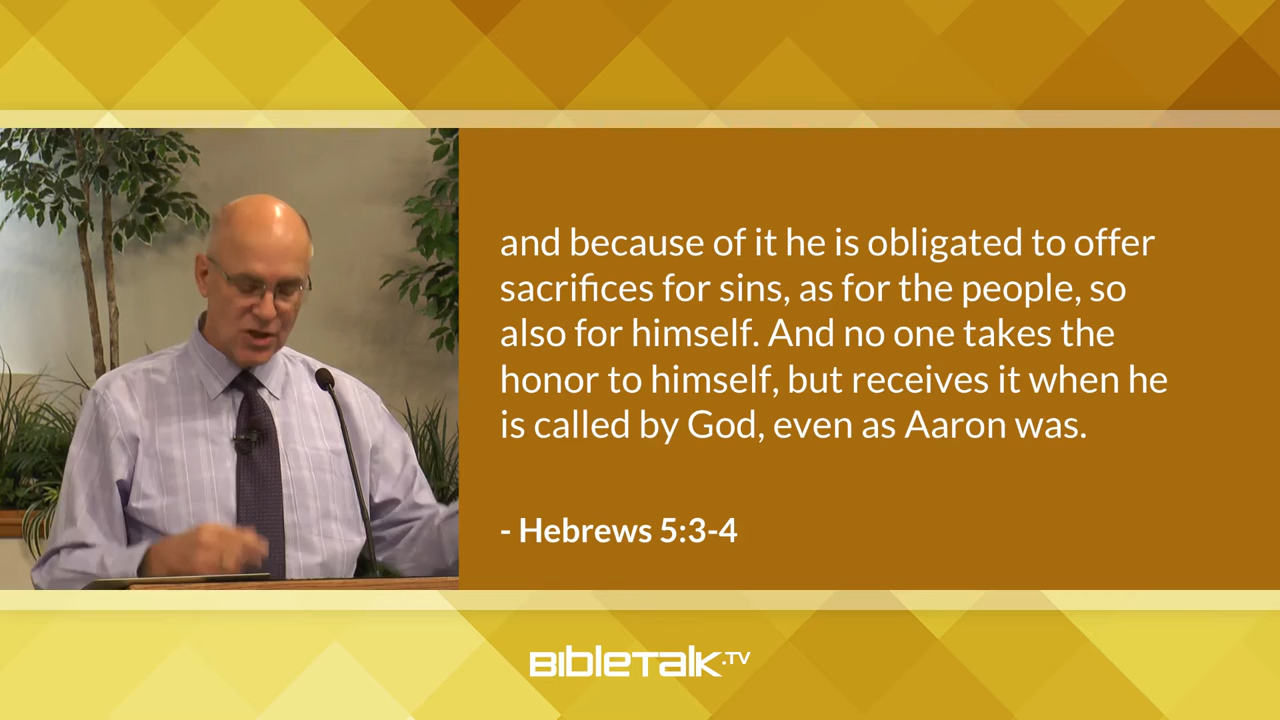 and because of it he is obligated to offer
sacrifices for sins, as for the people, so
also for himself. And no one takes the
honor to himself, but receives it when he
is called by God, even as Aaron was.
- Hebrews 5:3-4
BIBLETALK.TV